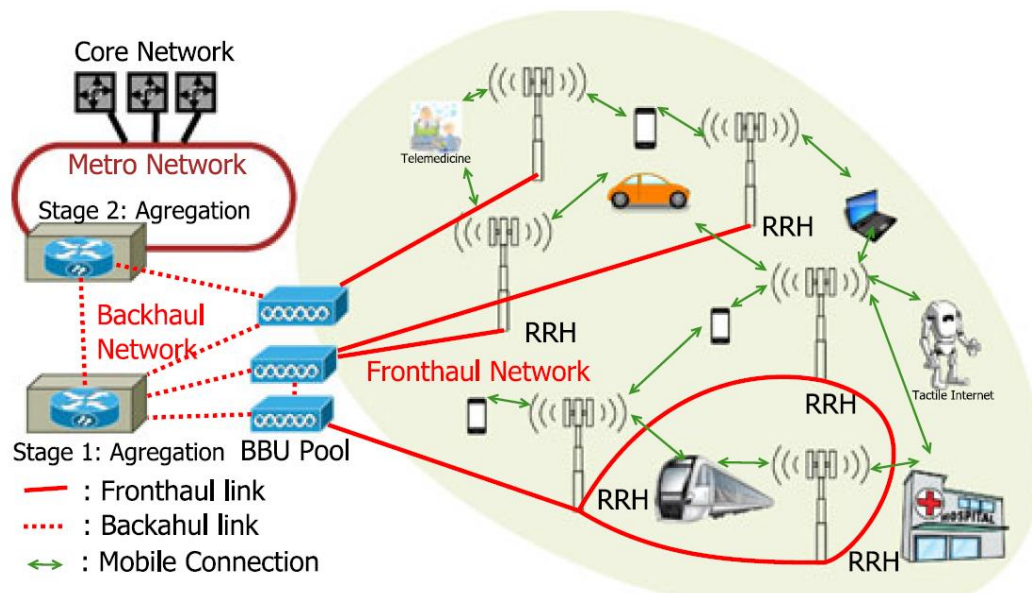 Core Network
Metro Network
Stage 2: Agregation
Backhaul
Network
Stage 1: Agregation
BBU Pool
Fronthaul Network
Telemedicine
RRH
RRH
RRH
RRH
RRH
Tactile Internet
HOSPITAL
: Fronthaul link
: Backahul link
: Mobile Connection